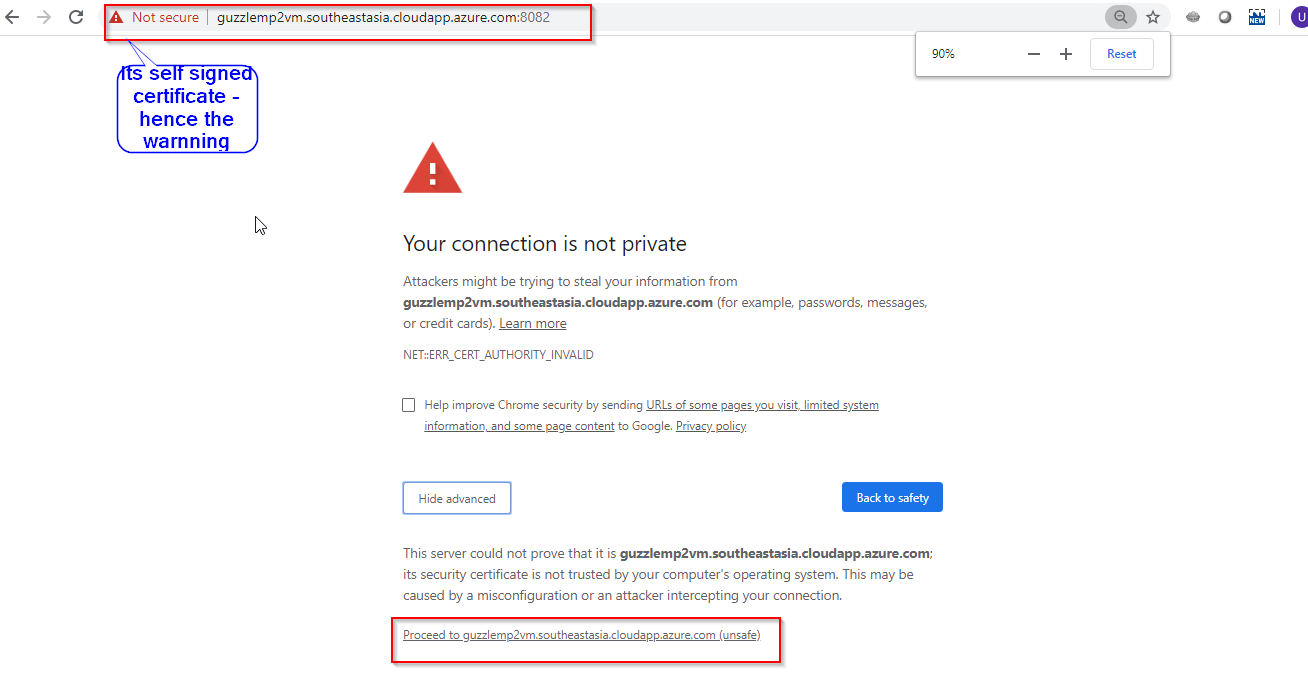 Not secure guzzlemp2vm.southeastasia.cloudapp.azure.com:8082
NEW
U
90%
Reset
Its self signed
certificate -
hence the
warnning
Your connection is not private
Attackers might be trying to steal your information from
guzzlemp2vm.southeastasia.cloudapp.azure.com (for example, passwords, messages,
or credit cards). Learn more
NET::ERR_CERT_AUTHORITY_INVALID
Help improve Chrome security by sending URLs of some pages you visit, limited system
information, and some page content to Google. Privacy policy
Hide advanced
Back to safety
This server could not prove that it is guzzlemp2vm.southeastasia.cloudapp.azure.com;
its security certificate is not trusted by your computer's operating system. This may be
caused by a misconfiguration or an attacker intercepting your connection.
Proceed to guzzlemp2vm.southeastasia.cloudapp.azure.com (unsafe)